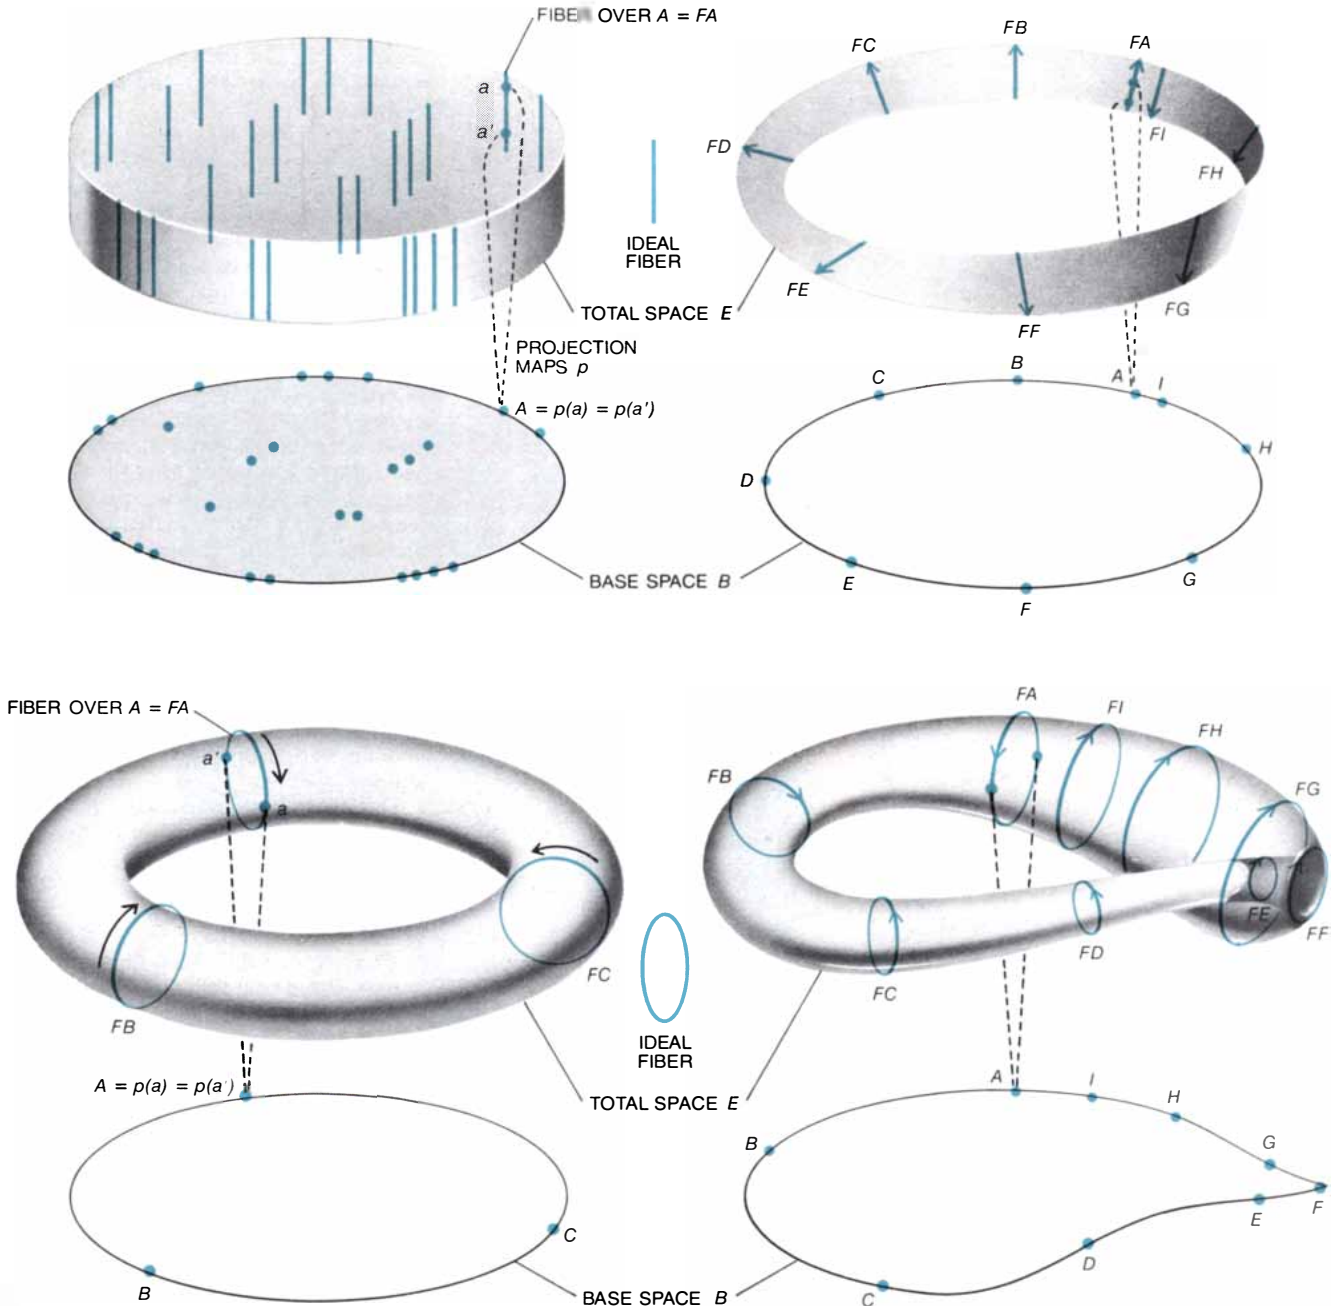 FIBER OVER A = FA
a
a'
IDEAL
FIBER
TOTAL SPACE E
PROJECTION
MAPS p
A = p(a) = p(a')
BASE SPACE B
FA
FB
FC
FD
FE
FF
FG
FH
FI
A
B
C
D
E
F
G
H
I
FIBER OVER A = FA
a'
a
FB
FC
IDEAL
FIBER
A = p(a) = p(a')
TOTAL SPACE E
B
C
BASE SPACE B
FA
FI
FH
FG
FB
FC
FD
FE
FF
A
I
H
G
B
F
E
D
C